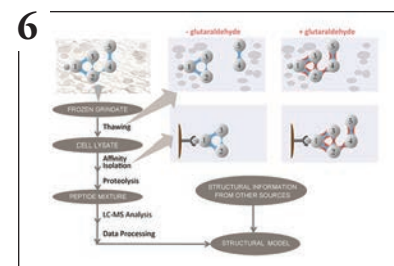 6
- glutaraldehyde
+ glutaraldehyde
FROZEN GRINDATE
Thawing
CELL LYSATE
Affinity
Isolation
Proteolysis
PEPTIDE MIXTURE
STRUCTURAL INFORMATION
FROM OTHER SOURCES
LC-MS Analysis
Data Processing
STRUCTURAL MODEL